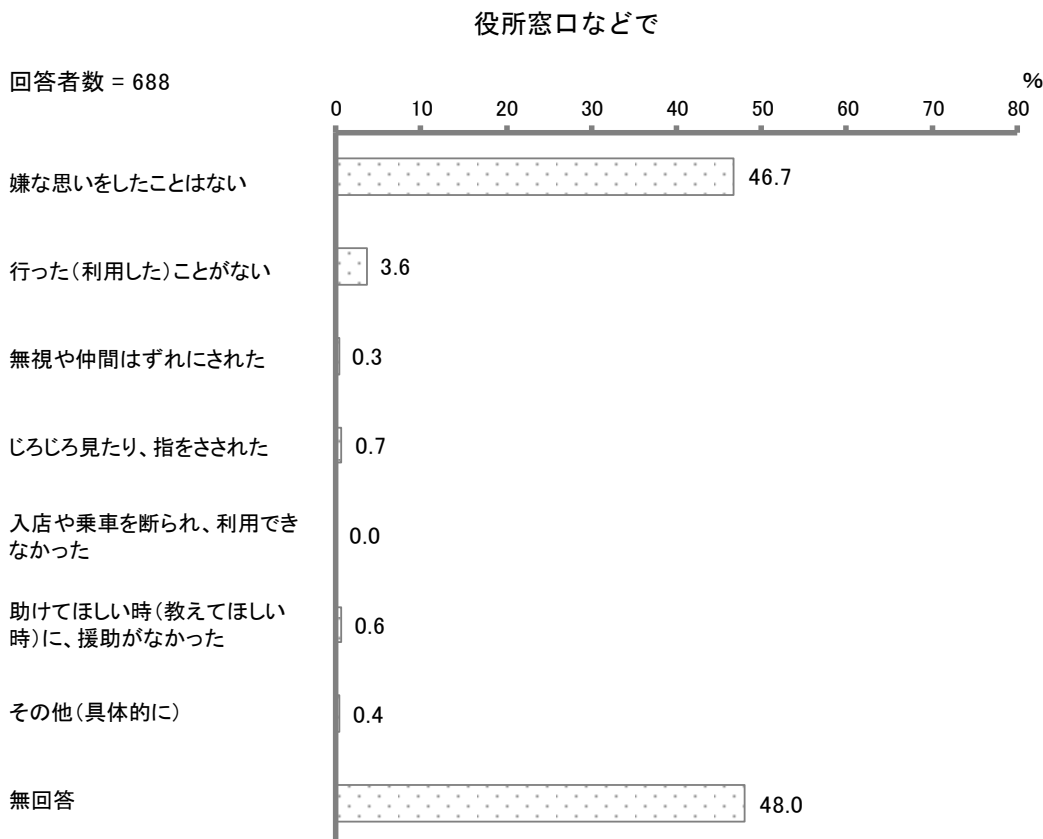 役所窓口などで
回答者数 = 688
%
0 10 20 30 40 50 60 70 80
嫌な思いをしたことはない 46.7
行った(利用した)ことがない 3.6
無視や仲間はずれにされた 0.3
じろじろ見たり、指をさされた 0.7
入店や乗車を断られ、利用でき
なかった 0.0
助けてほしい時(教えてほしい
時)に、援助がなかった 0.6
その他(具体的に) 0.4
無回答 48.0